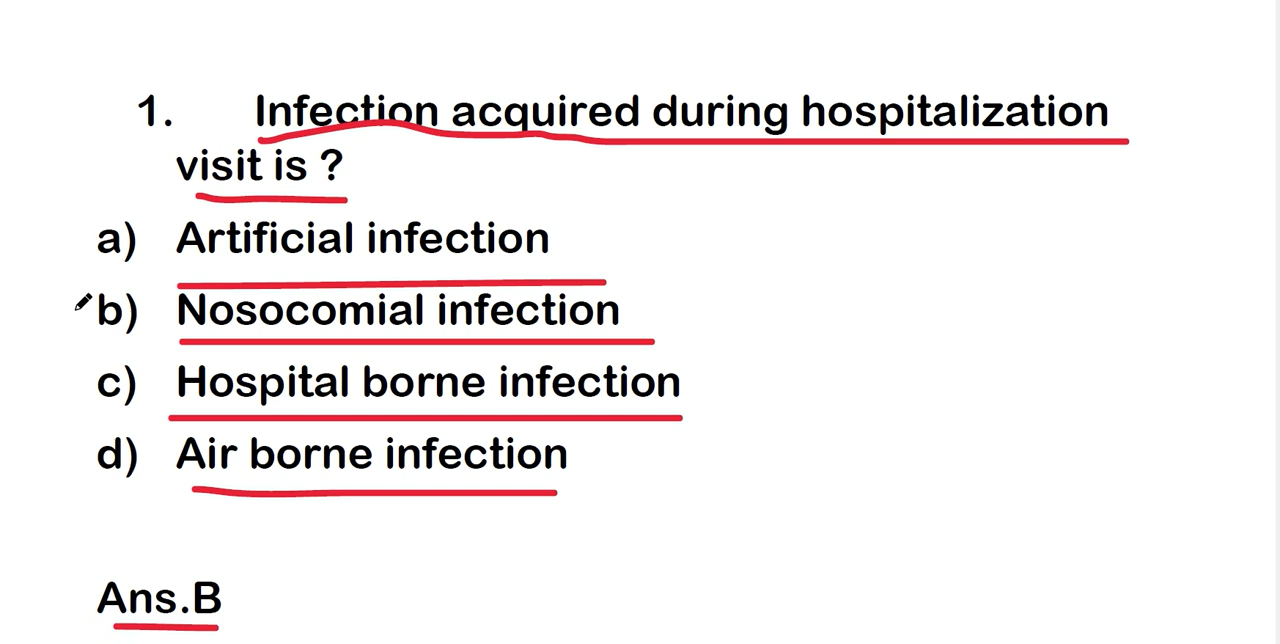 1. Infection acquired during hospitalization
visit is ?
a) Artificial infection
b) Nosocomial infection
c) Hospital borne infection
d) Air borne infection
Ans.B